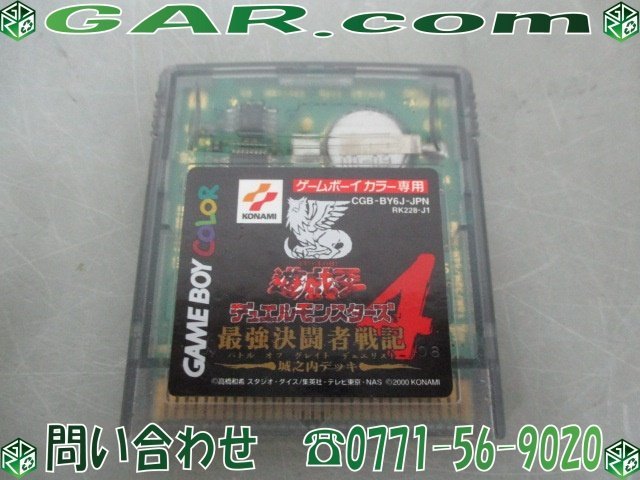 GAR.com
GAME BOY COLOR
KONAMI
ゲームボーイカラー専用
CGB-BY6J-JPN
RK228-J1
遊戯王
デュエルモンスターズ4
最強決闘者戦記
バトル オブ グレイト デュエリスト
城之内デッキ
©高橋和希 スタジオ・ダイス/集英社・テレビ東京・NAS ©2000 KONAMI
問い合わせ ☎0771-56-9020